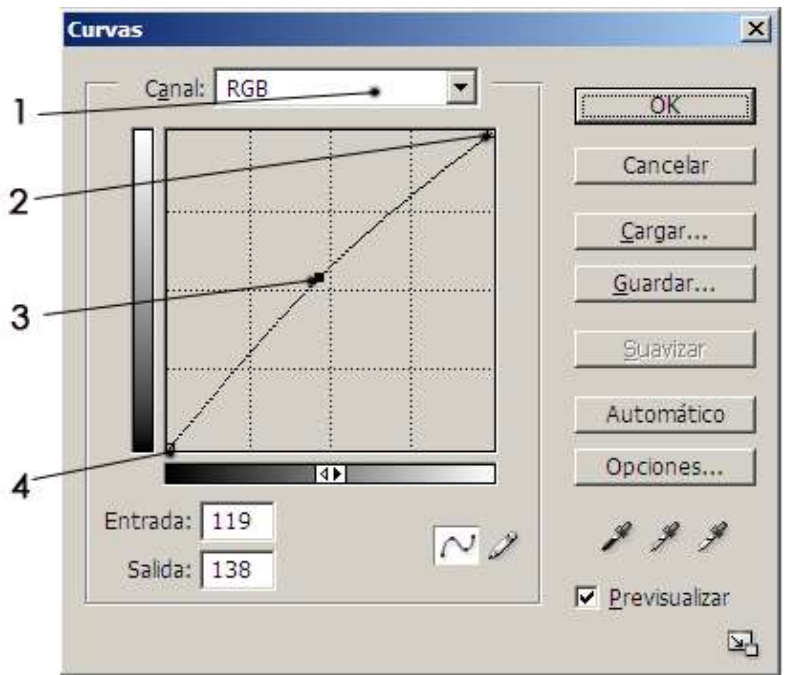 Curvas
Canal: RGB
1
2
3
4
Entrada: 119
Salida: 138
OK
Cancelar
Cargar...
Guardar...
Suavizar
Automático
Opciones...
Previsualizar